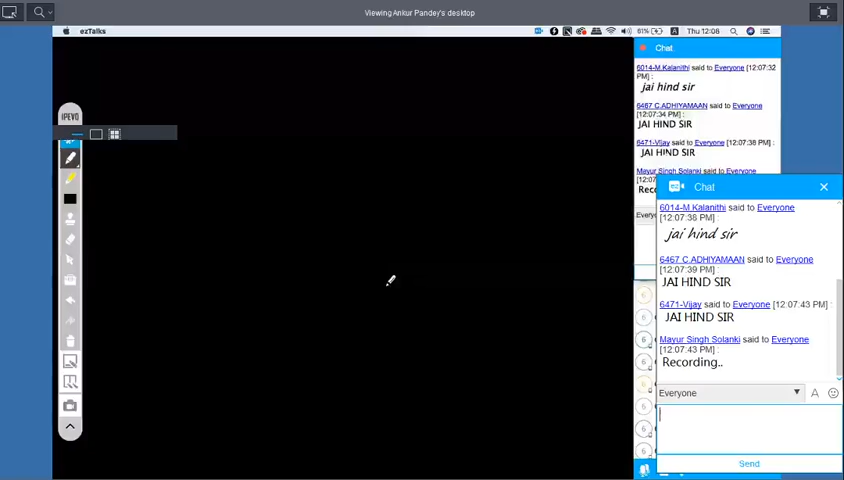 Viewing Ankur Pandey's desktop
ezTalks
61%
A
Thu 12:08
IPEVO
Chat
6014-M.Kalanithi said to Everyone [12:07:32
PM] :
jai hind sir
6467 C.ADHIYAMAAN said to Everyone
[12:07:34 PM] :
JAI HIND SIR
6471-Vijay said to Everyone [12:07:38 PM] :
JAI HIND SIR
Mayur Singh Solanki said to Everyone
Chat
6014-M.Kalanithi said to Everyone
[12:07:38 PM] :
jai hind sir
6467 C.ADHIYAMAAN said to Everyone
[12:07:39 PM] :
JAI HIND SIR
6471-Vijay said to Everyone [12:07:43 PM] :
JAI HIND SIR
Mayur Singh Solanki said to Everyone
[12:07:43 PM] :
Recording..
Everyone
A
Send